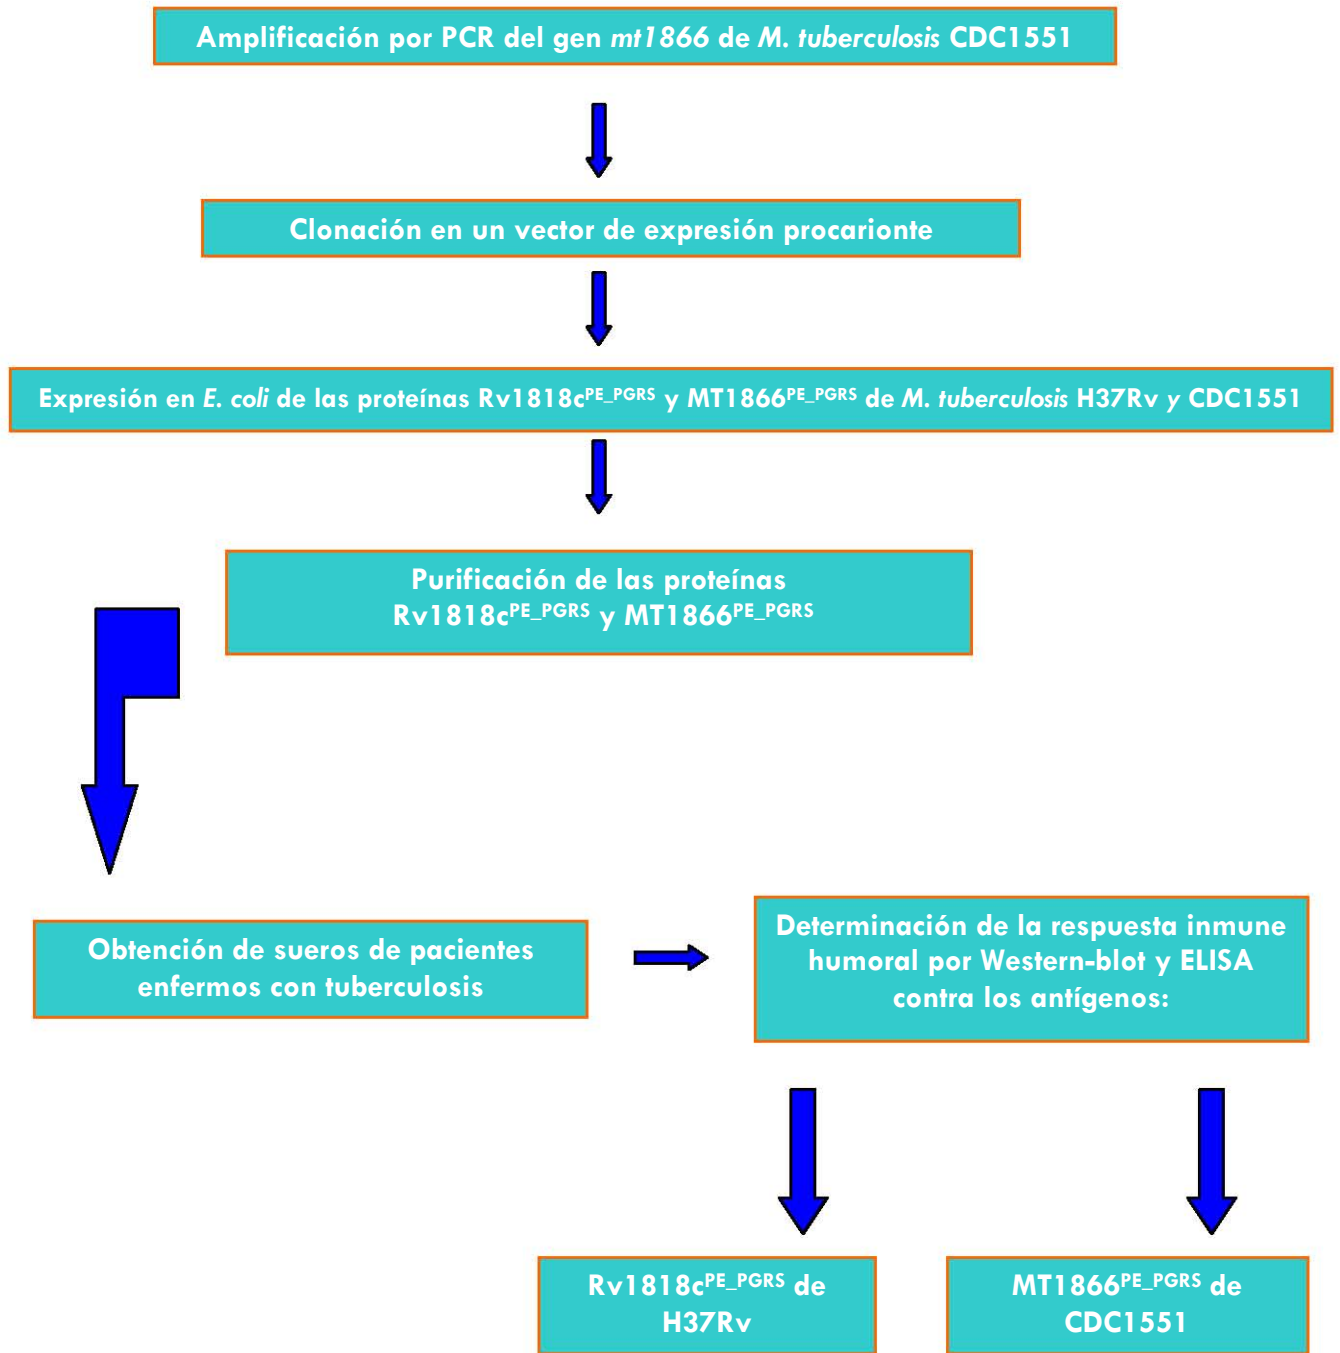 Amplificación por PCR del gen mt1866 de M. tuberculosis CDC1551
Clonación en un vector de expresión procarionte
Expresión en E. coli de las proteínas Rv1818cPE_PGRS y MT1866PE_PGRS de M. tuberculosis H37Rv y CDC1551
Purificación de las proteínas
Rv1818cPE_PGRS y MT1866PE_PGRS
Obtención de sueros de pacientes
enfermos con tuberculosis
Determinación de la respuesta inmune
humoral por Western-blot y ELISA
contra los antígenos:
Rv1818cPE_PGRS de
H37Rv
MT1866PE_PGRS de
CDC1551